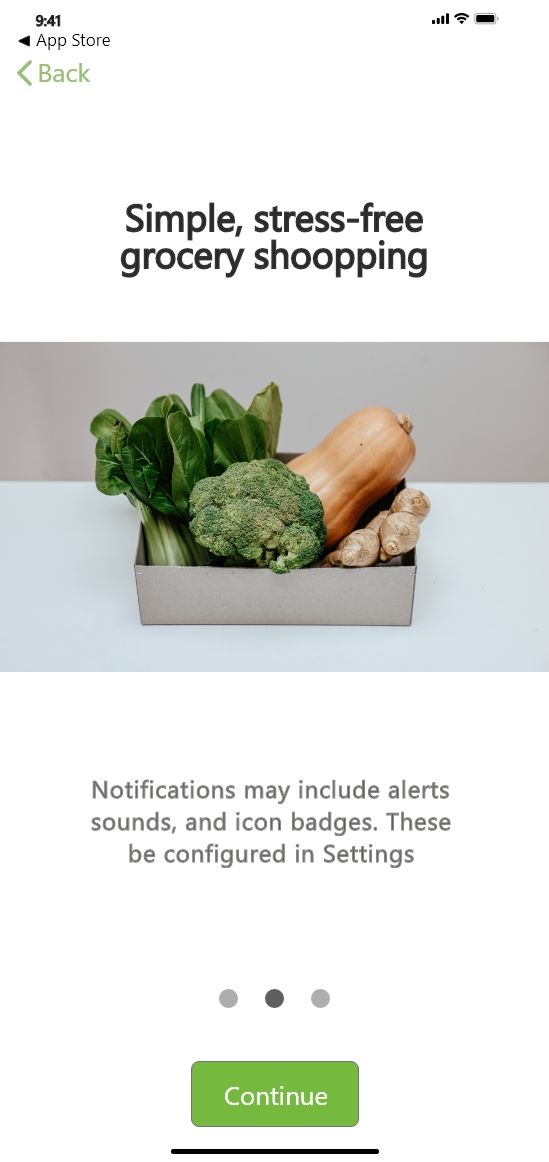 9:41
◀ App Store
Back
Simple, stress-free
grocery shoopping
Notifications may include alerts
sounds, and icon badges. These
be configured in Settings
Continue